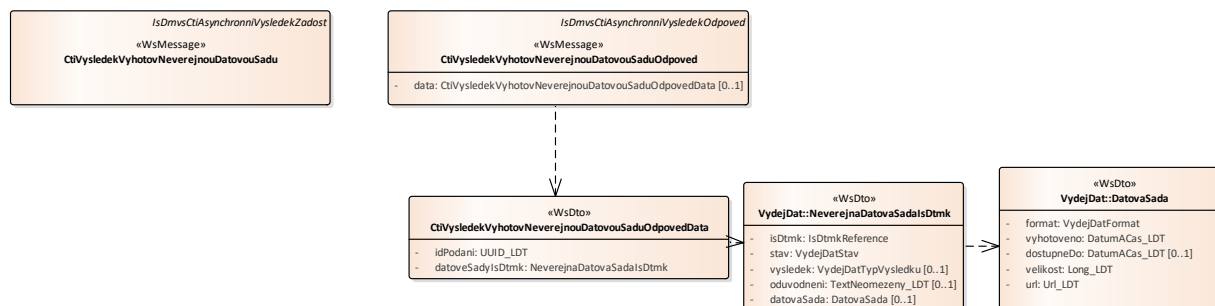 IsDmvsCtiAsynchronniVysledekZadost
«WsMessage»
CtiVysledekVyhotovNeverejnouDatovouSadu
IsDmvsCtiAsynchronniVysledekOdpoved
«WsMessage»
CtiVysledekVyhotovNeverejnouDatovouSaduOdpoved
- data: CtiVysledekVyhotovNeverejnouDatovouSaduOdpovedData [0..1]
«WsDto»
CtiVysledekVyhotovNeverejnouDatovouSaduOdpovedData
- idPodani: UUID_LDT
- datoveSadyIsDtmk: NeverejnaDatovaSadaIsDtmk
«WsDto»
VydejDat::NeverejnaDatovaSadaIsDtmk
- isDtmk: IsDtmkReference
- stav: VydejDatStav
- vysledek: VydejDatTypVysledku [0..1]
- oduvodneni: TextNeomezeny_LDT [0..1]
- datovaSada: DatovaSada [0..1]
«WsDto»
VydejDat::DatovaSada
- format: VydejDatFormat
- vyhotoveno: DatumACas_LDT
- dostupneDo: DatumACas_LDT [0..1]
- velikost: Long_LDT
- url: Url_LDT